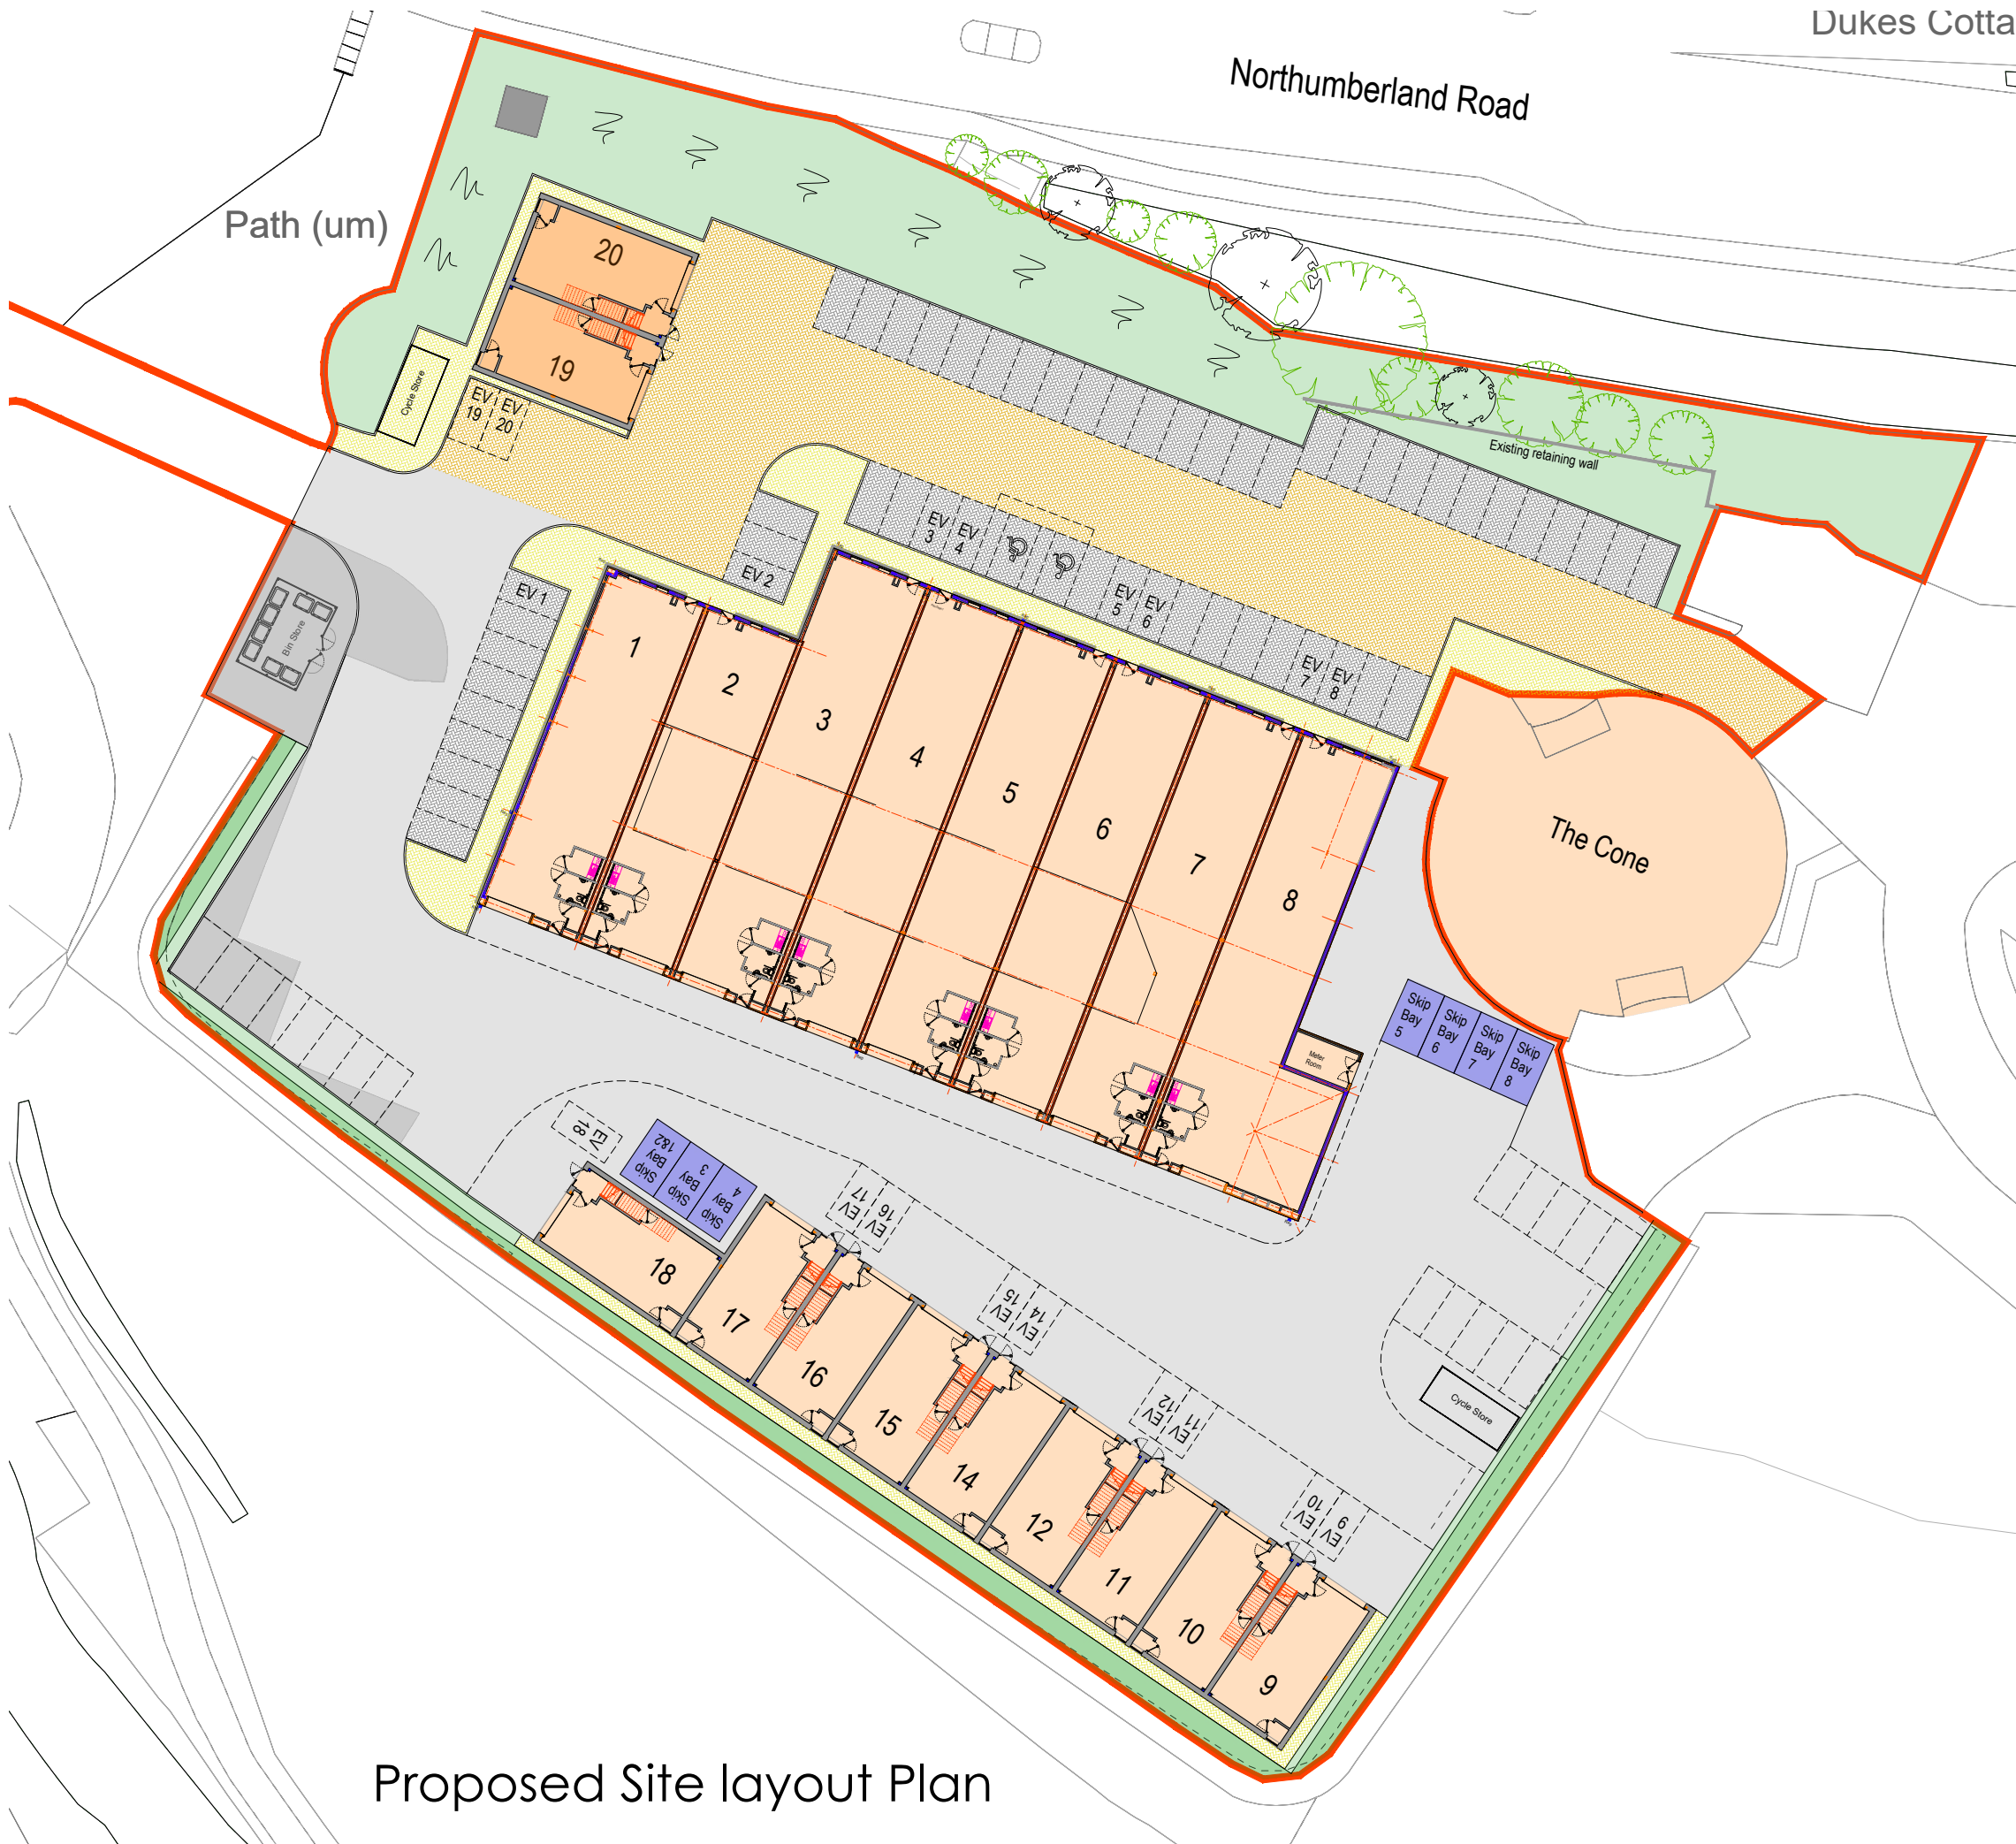 Dukes Cotta
Northumberland Road
Path (um)
20
19
Cycle Store
EV
19
EV
20
Existing retaining wall
EV
3
EV
4
EV 2
EV 1
EV
5
EV
6
EV
7
EV
8
Bin Store
1
2
3
4
5
6
7
8
The Cone
Meter
Room
Skip
Bay
5
Skip
Bay
6
Skip
Bay
7
Skip
Bay
8
EV
18
Skip
Bay
1&2
Skip
Bay
3
Skip
Bay
4
EV
17
EV
16
EV
15
EV
14
EV
12
EV
11
EV
10
EV
9
Cycle Store
18
17
16
15
14
12
11
10
9
Proposed Site layout Plan